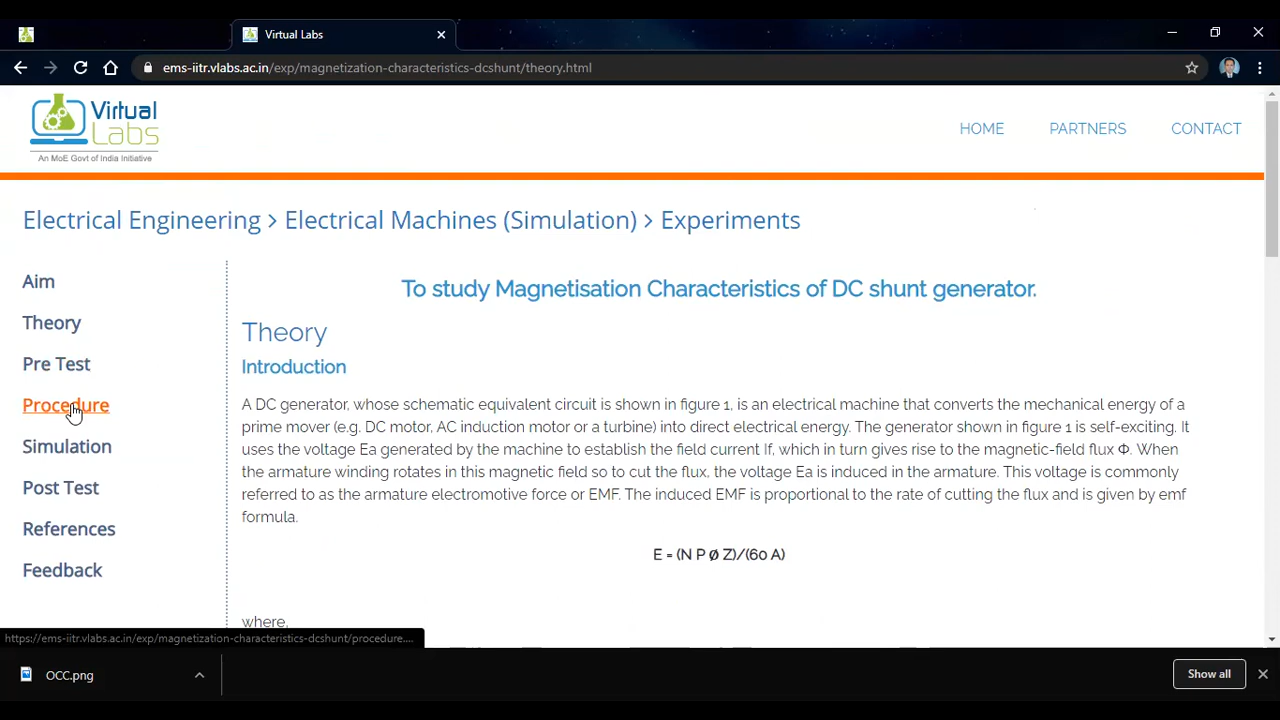 Virtual Labs
ems-iitr.vlabs.ac.in/exp/magnetization-characteristics-dcshunt/theory.html
Virtual
Labs
An MoE Govt of India Initiative
HOME
PARTNERS
CONTACT
Electrical Engineering > Electrical Machines (Simulation) > Experiments
Aim
Theory
Pre Test
Procedure
Simulation
Post Test
References
Feedback
To study Magnetisation Characteristics of DC shunt generator.
Theory
Introduction
A DC generator, whose schematic equivalent circuit is shown in figure 1, is an electrical machine that converts the mechanical energy of a
prime mover (e.g. DC motor, AC induction motor or a turbine) into direct electrical energy. The generator shown in figure 1 is self-exciting. It
uses the voltage Ea generated by the machine to establish the field current If, which in turn gives rise to the magnetic-field flux Φ. When
the armature winding rotates in this magnetic field so to cut the flux, the voltage Ea is induced in the armature. This voltage is commonly
referred to as the armature electromotive force or EMF. The induced EMF is proportional to the rate of cutting the flux and is given by emf
formula.
E = (N P ø Z)/(60 A)
where,
https://ems-iitr.vlabs.ac.in/exp/magnetization-characteristics-dcshunt/procedure....
OCC.png
Show all